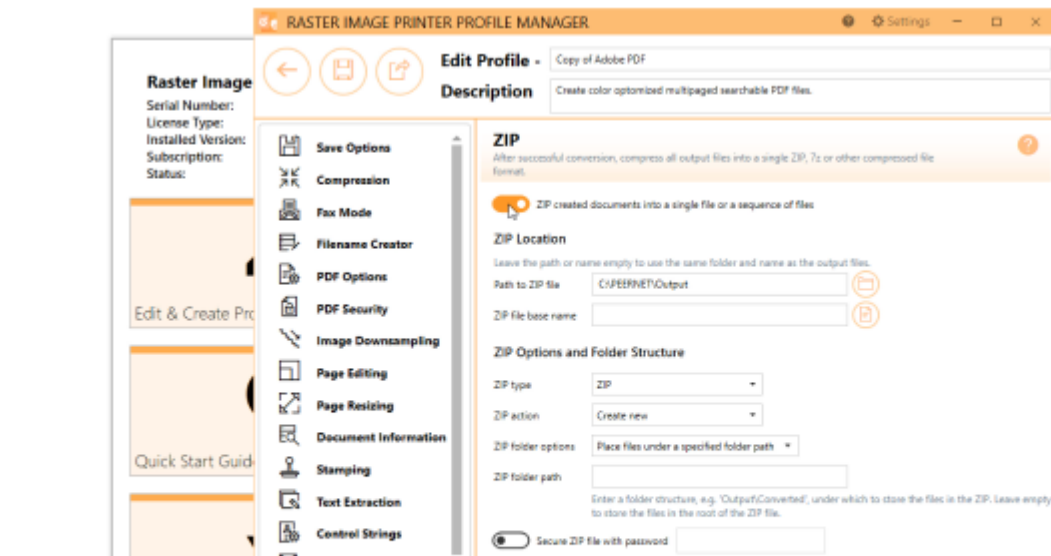 RASTER IMAGE PRINTER PROFILE MANAGER
Settings
Edit Profile - Copy of Adobe PDF
Description Create color optomized multipaged searchable PDF files.
Raster Image
Serial Number:
License Type:
Installed Version:
Subscription:
Status:
Edit & Create Pro
Quick Start Guid
Save Options
Compression
Fax Mode
Filename Creator
PDF Options
PDF Security
Image Downsampling
Page Editing
Page Resizing
Document Information
Stamping
Text Extraction
Control Strings
ZIP
After successful conversion, compress all output files into a single ZIP, 7z or other compressed file
format.
ZIP created documents into a single file or a sequence of files
ZIP Location
Leave the path or name empty to use the same folder and name as the output files.
Path to ZIP file C:\PEERNET\Output
ZIP file base name
ZIP Options and Folder Structure
ZIP type ZIP
ZIP action Create new
ZIP folder options Place files under a specified folder path
ZIP folder path
Enter a folder structure, e.g. 'Output\Converted', under which to store the files in the ZIP. Leave empty
to store the files in the root of the ZIP file.
Secure ZIP file with password